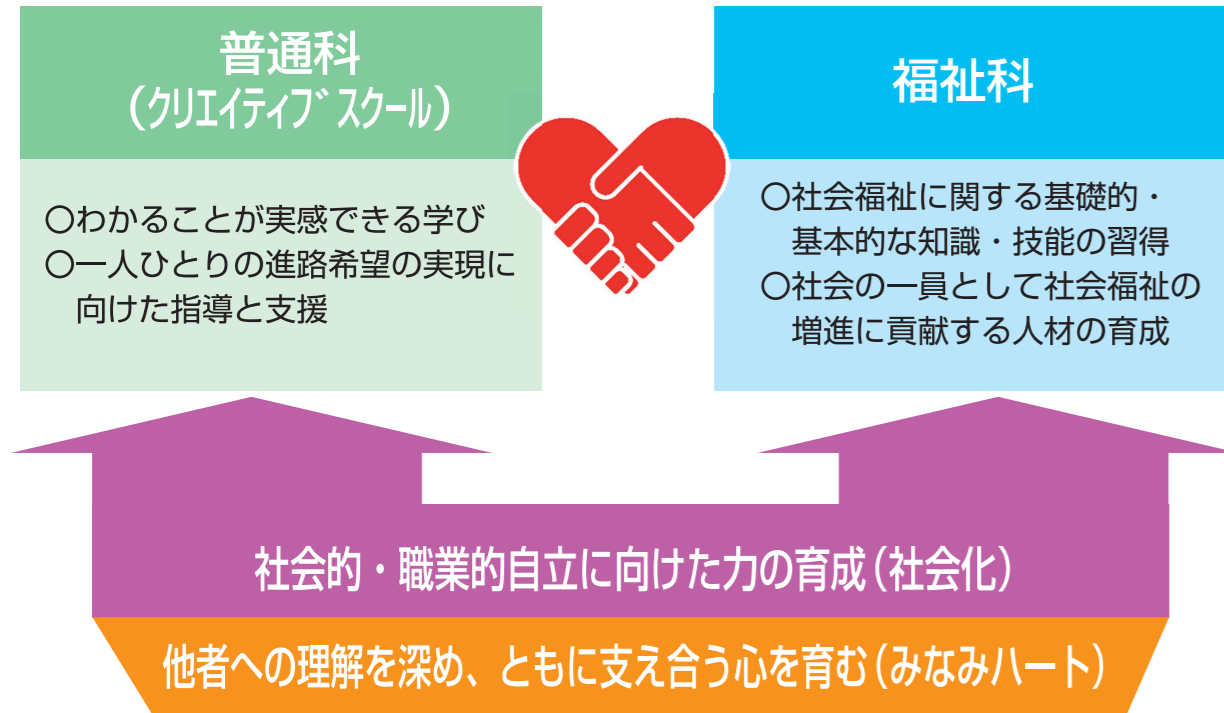 普通科
（クリエイティブスクール）
〇わかることが実感できる学び
〇一人ひとりの進路希望の実現に
向けた指導と支援
福祉科
〇社会福祉に関する基礎的・
基本的な知識・技能の習得
〇社会の一員として社会福祉の
増進に貢献する人材の育成
社会的・職業的自立に向けた力の育成（社会化）
他者への理解を深め、ともに支え合う心を育む（みなみハート）